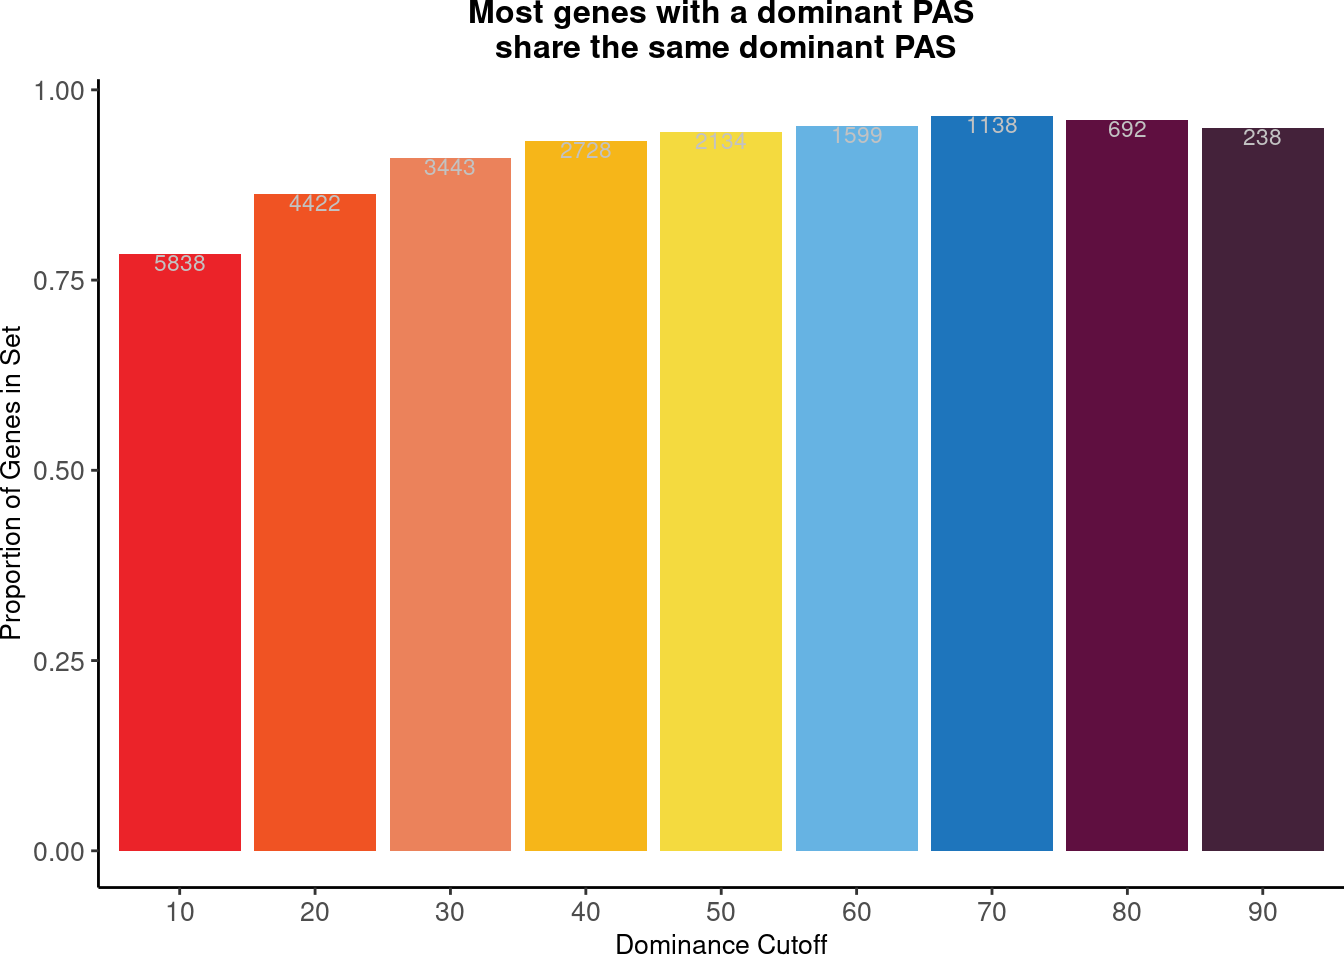 Most genes with a dominant PAS
share the same dominant PAS
Proportion of Genes in Set
1.00
0.75
0.50
0.25
0.00
5838
4422
3443
2728
2134
1599
1138
692
238
10 20 30 40 50 60 70 80 90
Dominance Cutoff